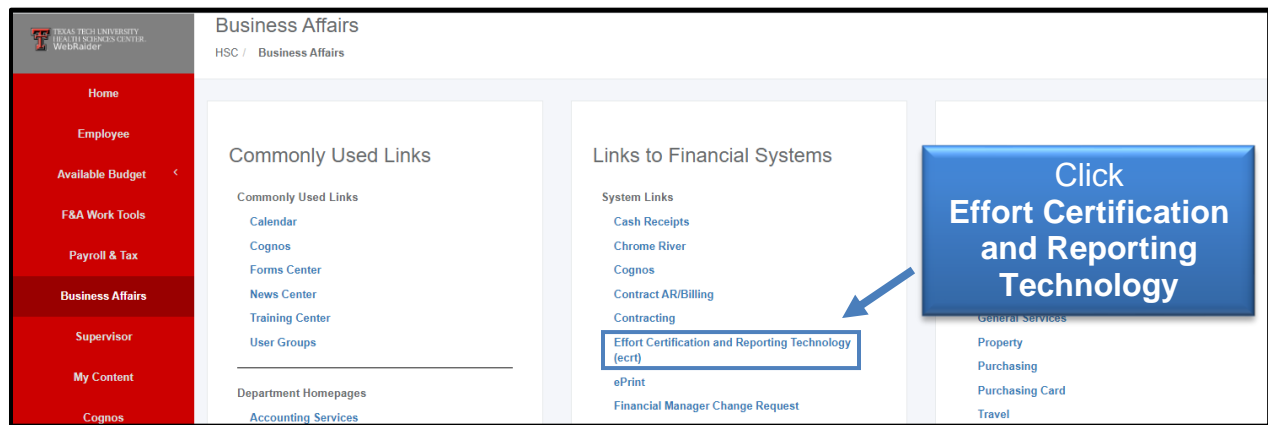 TEXAS TECH UNIVERSITY
HEALTH SCIENCES CENTER.
WebRaider
Home
Employee
Available Budget
F&A Work Tools
Payroll & Tax
Business Affairs
Supervisor
My Content
Cognos
Business Affairs
HSC / Business Affairs
Commonly Used Links
Commonly Used Links
Calendar
Cognos
Forms Center
News Center
Training Center
User Groups
Department Homepages
Accounting Services
Links to Financial Systems
System Links
Cash Receipts
Chrome River
Cognos
Contract AR/Billing
Contracting
Effort Certification and Reporting Technology
(ecrt)
ePrint
Financial Manager Change Request
Click
Effort Certification
and Reporting
Technology
General Services
Property
Purchasing
Purchasing Card
Travel